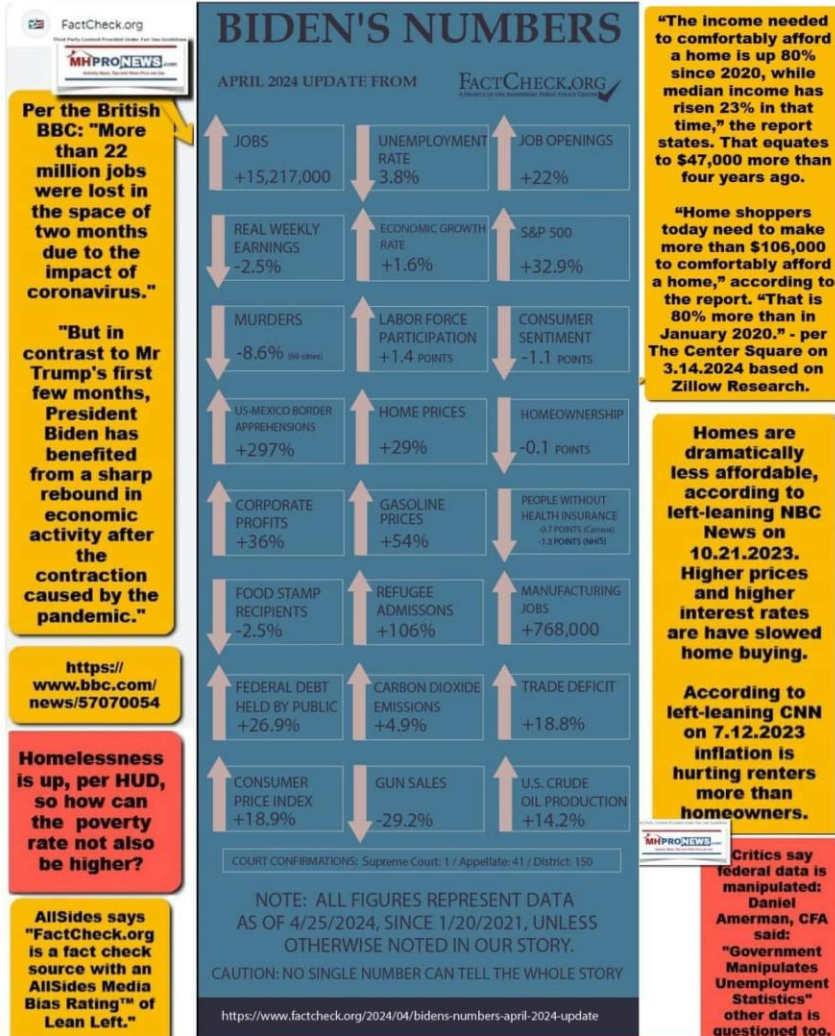 FactCheck.org
Third Party Content Provided Under Fair Use Guidelines
MHPRONEWS.com
Per the British
BBC: "More
than 22
million jobs
were lost in
the space of
two months
due to the
impact of
coronavirus."
"But in
contrast to Mr
Trump's first
few months,
President
Biden has
benefited
from a sharp
rebound in
economic
activity after
the
contraction
caused by the
pandemic."
https://
www.bbc.com/
news/57070054
Homelessness
is up, per HUD,
so how can
the poverty
rate not also
be higher?
AllSides says
"FactCheck.org
is a fact check
source with an
AllSides Media
Bias Rating™ of
Lean Left."
BIDEN'S NUMBERS
APRIL 2024 UPDATE FROM
FACTCHECK.ORG
A PROJECT OF THE ANNENBERG PUBLIC POLICY CENTER
JOBS
+15,217,000
UNEMPLOYMENT
RATE
3.8%
JOB OPENINGS
+22%
REAL WEEKLY
EARNINGS
-2.5%
ECONOMIC GROWTH
RATE
+1.6%
S&P 500
+32.9%
MURDERS
-8.6% (69 cities)
LABOR FORCE
PARTICIPATION
+1.4 POINTS
CONSUMER
SENTIMENT
-1.1 POINTS
US-MEXICO BORDER
APPREHENSIONS
+297%
HOME PRICES
+29%
HOMEOWNERSHIP
-0.1 POINTS
CORPORATE
PROFITS
+36%
GASOLINE
PRICES
+54%
PEOPLE WITHOUT
HEALTH INSURANCE
-0.7 POINTS (Census)
-1.3 POINTS (NHIS)
FOOD STAMP
RECIPIENTS
-2.5%
REFUGEE
ADMISSONS
+106%
MANUFACTURING
JOBS
+768,000
FEDERAL DEBT
HELD BY PUBLIC
+26.9%
CARBON DIOXIDE
EMISSIONS
+4.9%
TRADE DEFICIT
+18.8%
CONSUMER
PRICE INDEX
+18.9%
GUN SALES
-29.2%
U.S. CRUDE
OIL PRODUCTION
+14.2%
COURT CONFIRMATIONS: Supreme Court: 1 / Appellate: 41 / District: 150
NOTE: ALL FIGURES REPRESENT DATA
AS OF 4/25/2024, SINCE 1/20/2021, UNLESS
OTHERWISE NOTED IN OUR STORY.
CAUTION: NO SINGLE NUMBER CAN TELL THE WHOLE STORY
https://www.factcheck.org/2024/04/bidens-numbers-april-2024-update
"The income needed
to comfortably afford
a home is up 80%
since 2020, while
median income has
risen 23% in that
time," the report
states. That equates
to $47,000 more than
four years ago.
"Home shoppers
today need to make
more than $106,000
to comfortably afford
a home," according to
the report. "That is
80% more than in
January 2020." - per
The Center Square on
3.14.2024 based on
Zillow Research.
Homes are
dramatically
less affordable,
according to
left-leaning NBC
News on
10.21.2023.
Higher prices
and higher
interest rates
are have slowed
home buying.
According to
left-leaning CNN
on 7.12.2023
inflation is
hurting renters
more than
homeowners.
MHPRONEWS.com
Critics say
federal data is
manipulated:
Daniel
Amerman, CFA
said:
"Government
Manipulates
Unemployment
Statistics"
other data is
questioned too.